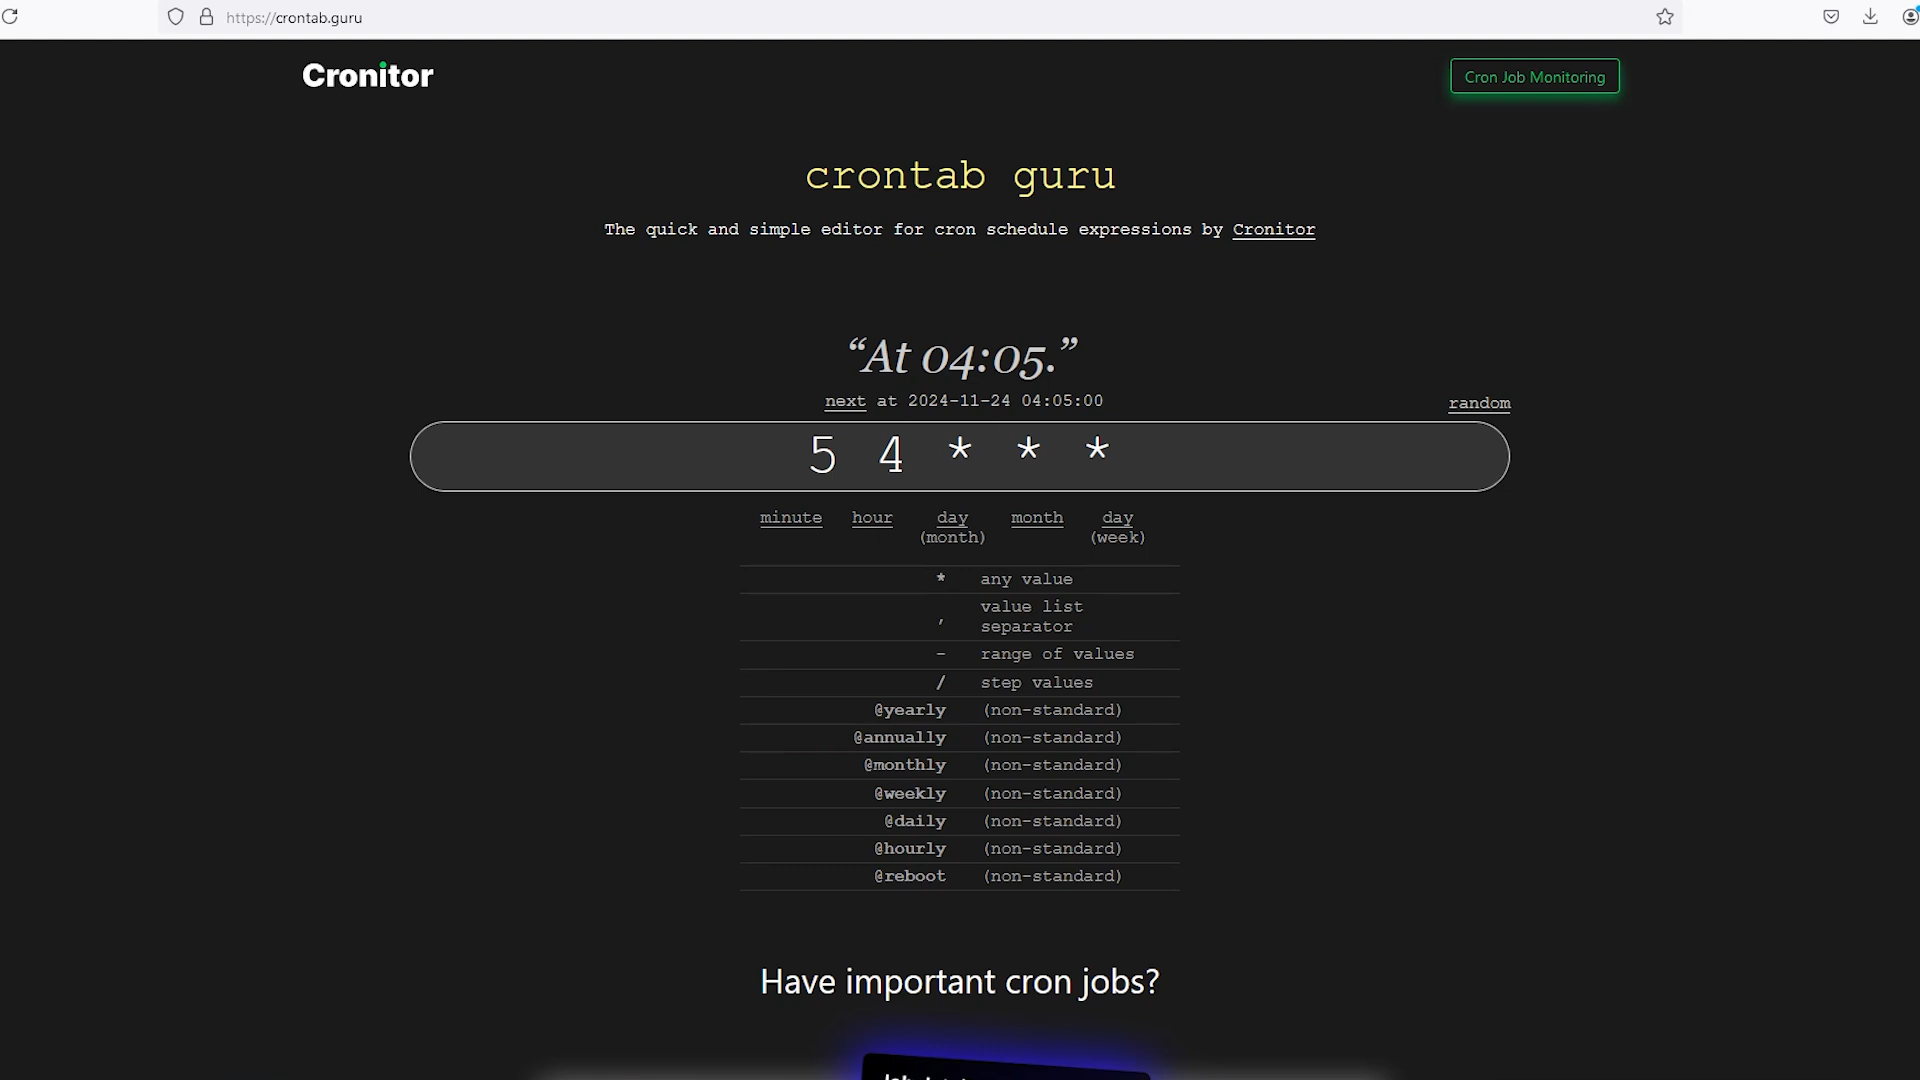 https://crontab.guru
Cronitor
Cron Job Monitoring
crontab guru
The quick and simple editor for cron schedule expressions by Cronitor
“At 04:05.”
next at 2024-11-24 04:05:00
random
5 4 * * *
minute hour day (month) month day (week)
* any value
, value list separator
- range of values
/ step values
@yearly (non-standard)
@annually (non-standard)
@monthly (non-standard)
@weekly (non-standard)
@daily (non-standard)
@hourly (non-standard)
@reboot (non-standard)
Have important cron jobs?